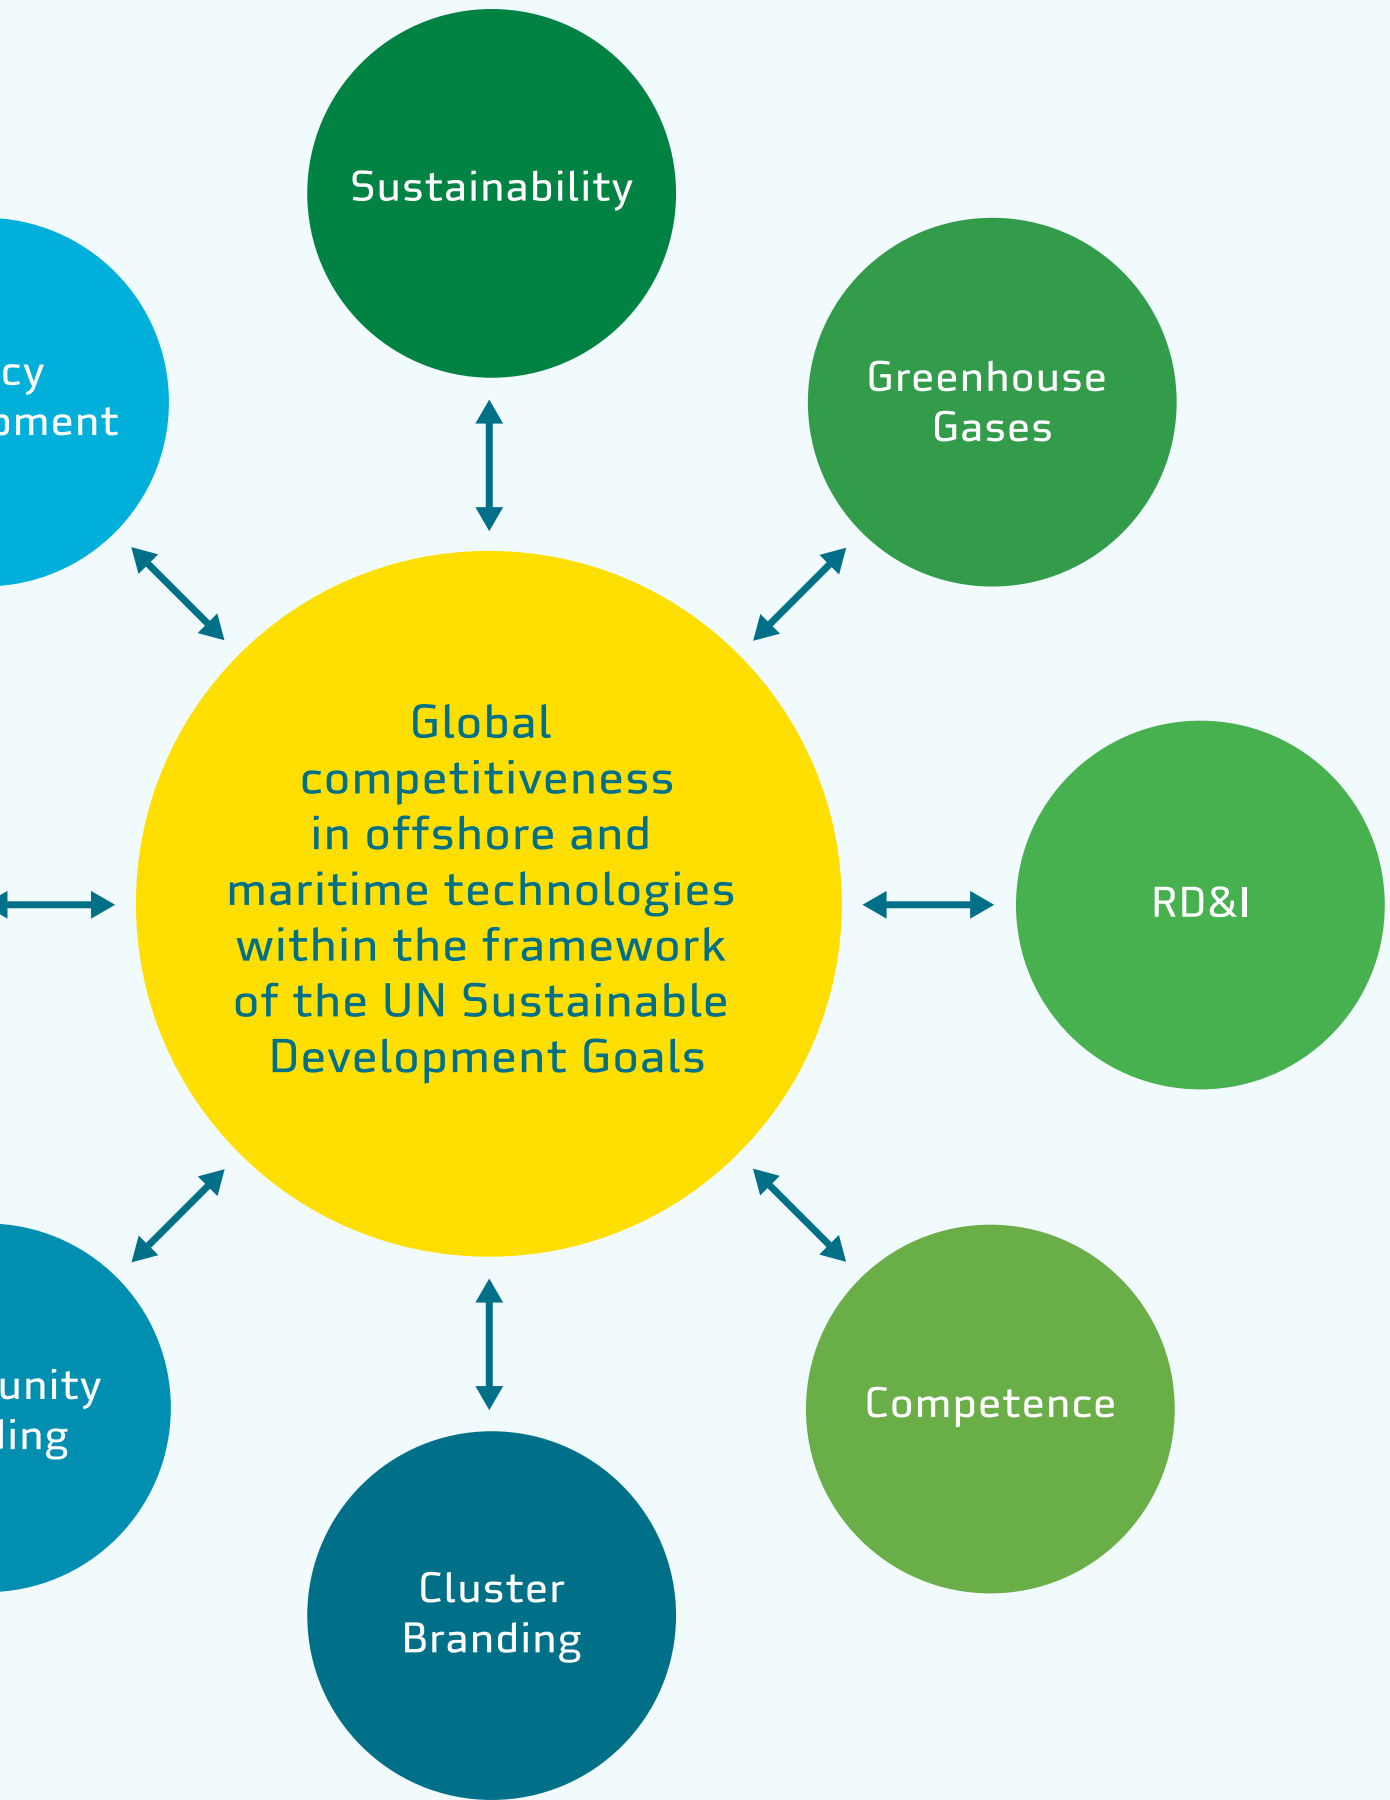 Sustainability
Greenhouse
Gases
cy
pment
Global
competitiveness
in offshore and
maritime technologies
within the framework
of the UN Sustainable
Development Goals
RD&I
unity
ding
Competence
Cluster
Branding